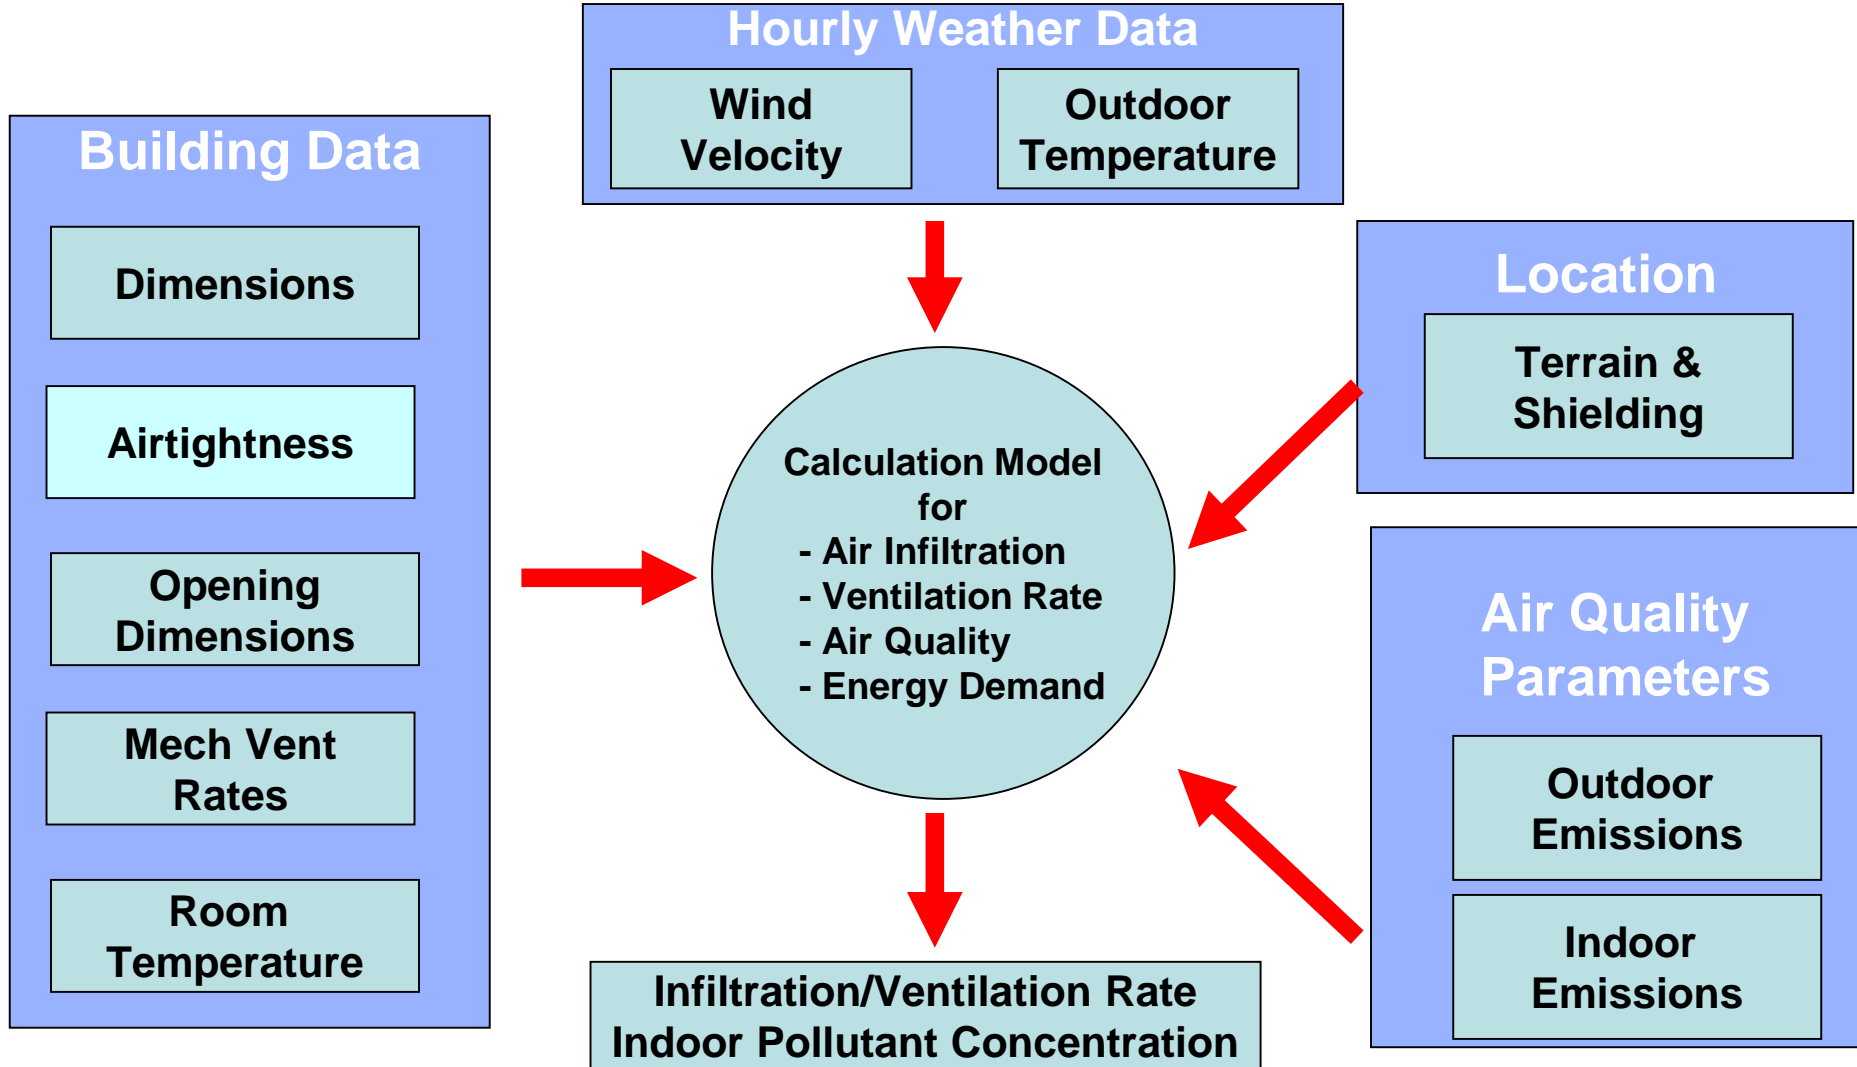 Hourly Weather Data
Wind
Velocity
Outdoor
Temperature
Building Data
Dimensions
Airtightness
Opening
Dimensions
Mech Vent
Rates
Room
Temperature
Calculation Model
for
- Air Infiltration
- Ventilation Rate
- Air Quality
- Energy Demand
Location
Terrain &
Shielding
Air Quality
Parameters
Outdoor
Emissions
Indoor
Emissions
Infiltration/Ventilation Rate
Indoor Pollutant Concentration